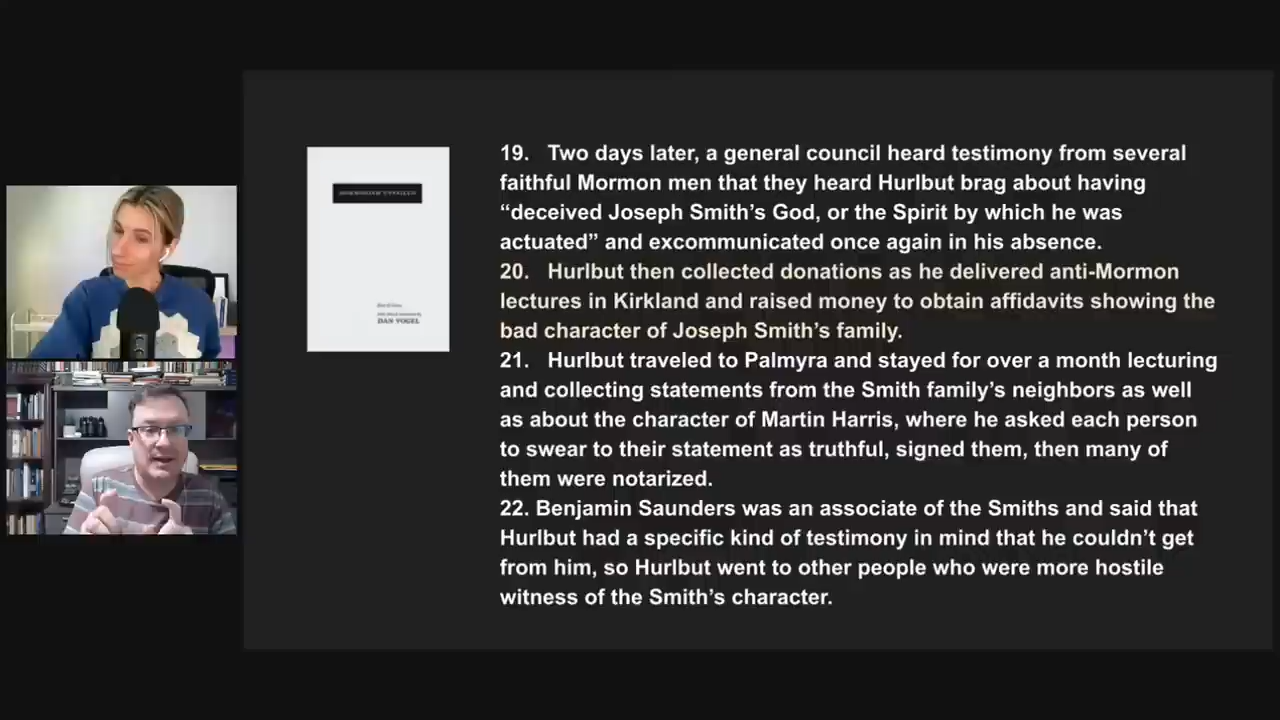 19. Two days later, a general council heard testimony from several
faithful Mormon men that they heard Hurlbut brag about having
“deceived Joseph Smith’s God, or the Spirit by which he was
actuated” and excommunicated once again in his absence.
20. Hurlbut then collected donations as he delivered anti-Mormon
lectures in Kirkland and raised money to obtain affidavits showing the
bad character of Joseph Smith’s family.
21. Hurlbut traveled to Palmyra and stayed for over a month lecturing
and collecting statements from the Smith family’s neighbors as well
as about the character of Martin Harris, where he asked each person
to swear to their statement as truthful, signed them, then many of
them were notarized.
22. Benjamin Saunders was an associate of the Smiths and said that
Hurlbut had a specific kind of testimony in mind that he couldn’t get
from him, so Hurlbut went to other people who were more hostile
witness of the Smith’s character.
DAN VOGEL